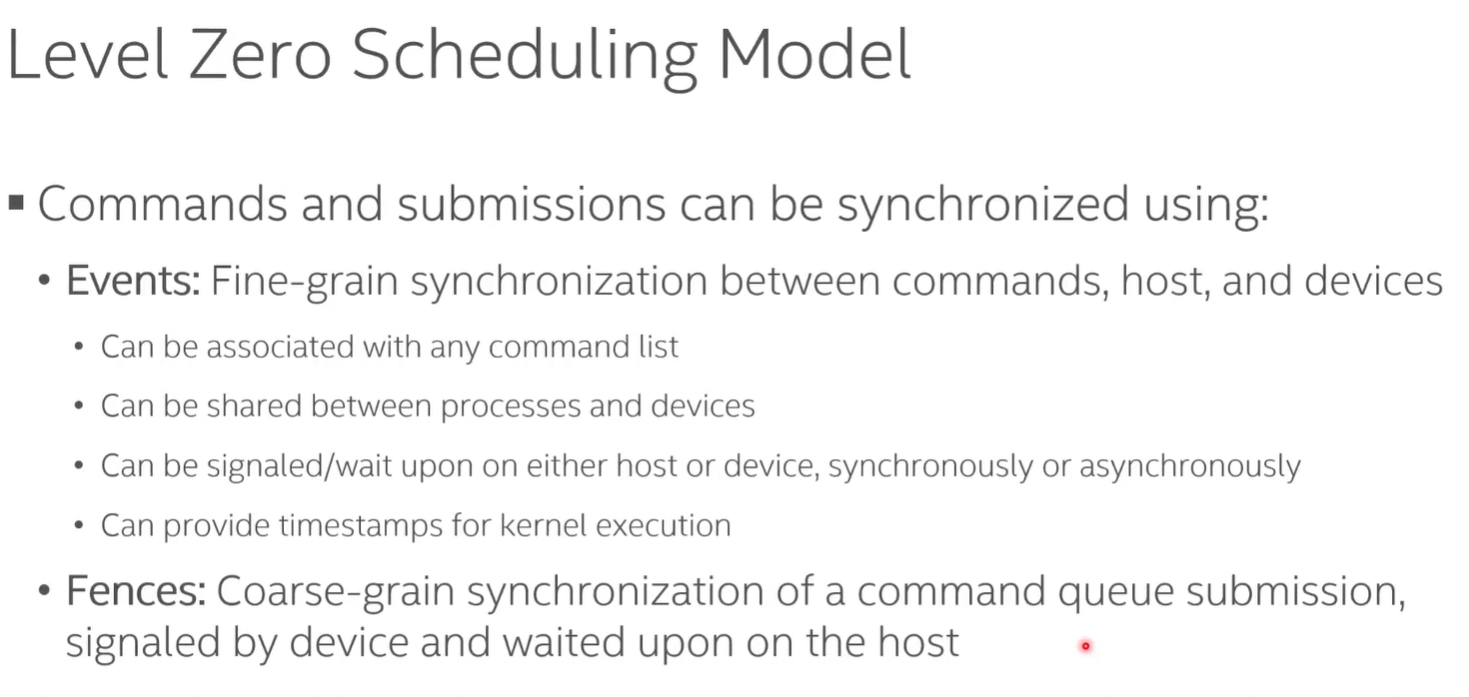 Level Zero Scheduling Model
▪ Commands and submissions can be synchronized using:
• Events: Fine-grain synchronization between commands, host, and devices
• Can be associated with any command list
• Can be shared between processes and devices
• Can be signaled/wait upon on either host or device, synchronously or asynchronously
• Can provide timestamps for kernel execution
• Fences: Coarse-grain synchronization of a command queue submission,
signaled by device and waited upon on the host